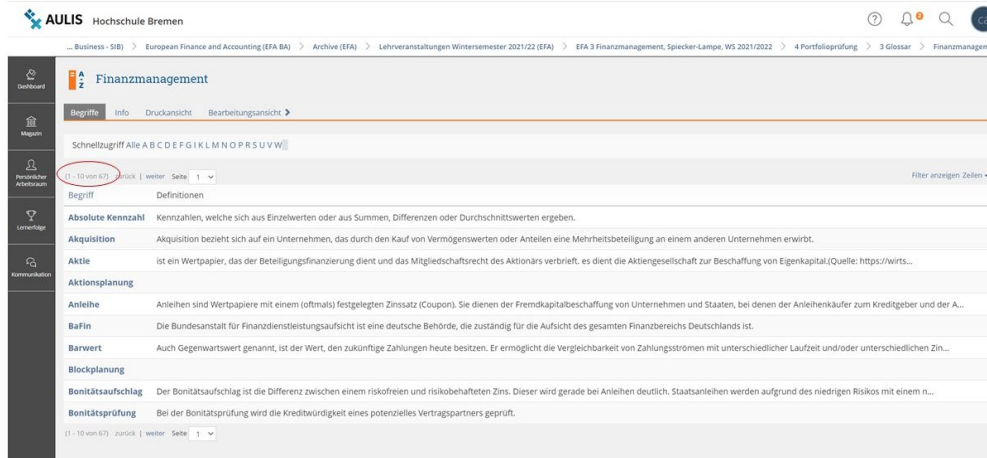 AULIS Hochschule Bremen
2
... Business - SIB) > European Finance and Accounting (EFA BA) > Archive (EFA) > Lehrveranstaltungen Wintersemester 2021/22 (EFA) > EFA 3 Finanzmanagement, Spiecker-Lampe, WS 2021/2022 > 4 Portfolioprüfung > 3 Glossar > Finanzmanagem
Dashboard
Magazin
Persönlicher
Arbeitsraum
Lernerfolge
Kommunikation
A Z Finanzmanagement
Begriffe Info Druckansicht Bearbeitungsansicht
Schnellzugriff Alle A B C D E F G I K L M N O P R S U V W
(1 - 10 von 67) zurück | weiter Seite 1 Filter anzeigen Zeilen
Begriff Definitionen
Absolute Kennzahl Kennzahlen, welche sich aus Einzelwerten oder aus Summen, Differenzen oder Durchschnittswerten ergeben.
Akquisition Akquisition bezieht sich auf ein Unternehmen, das durch den Kauf von Vermögenswerten oder Anteilen eine Mehrheitsbeteiligung an einem anderen Unternehmen erwirbt.
Aktie ist ein Wertpapier, das der Beteiligungsfinanzierung dient und das Mitgliedschaftsrecht des Aktionärs verbrieft. es dient die Aktiengesellschaft zur Beschaffung von Eigenkapital.(Quelle: https://wirts...
Aktionsplanung
Anleihe Anleihen sind Wertpapiere mit einem (oftmals) festgelegten Zinssatz (Coupon). Sie dienen der Fremdkapitalbeschaffung von Unternehmen und Staaten, bei denen der Anleihenkäufer zum Kreditgeber und der A...
BaFin Die Bundesanstalt für Finanzdienstleistungsaufsicht ist eine deutsche Behörde, die zuständig für die Aufsicht des gesamten Finanzbereichs Deutschlands ist.
Barwert Auch Gegenwartswert genannt, ist der Wert, den zukünftige Zahlungen heute besitzen. Er ermöglicht die Vergleichbarkeit von Zahlungsströmen mit unterschiedlicher Laufzeit und/oder unterschiedlichen Zin...
Blockplanung
Bonitätsaufschlag Der Bonitätsaufschlag ist die Differenz zwischen einem riskofreien und risikobehafteten Zins. Dieser wird gerade bei Anleihen deutlich. Staatsanleihen werden aufgrund des niedrigen Risikos mit einem n...
Bonitätsprüfung Bei der Bonitätsprüfung wird die Kreditwürdigkeit eines potenzielles Vertragspartners geprüft.
(1 - 10 von 67) zurück | weiter Seite 1